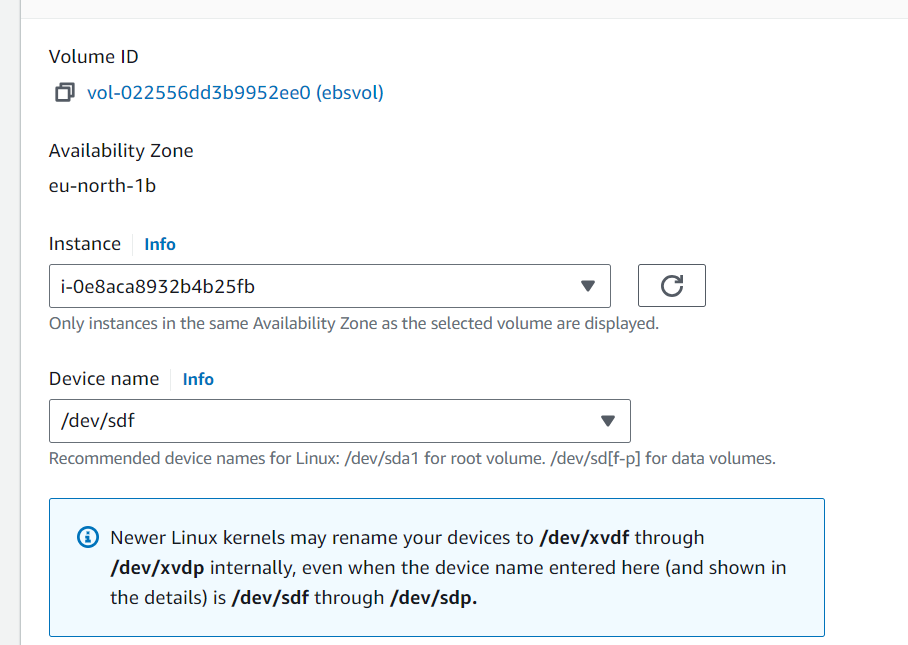 Volume ID
vol-022556dd3b9952ee0 (ebsvol)
Availability Zone
eu-north-1b
Instance Info
i-0e8aca8932b4b25fb
Only instances in the same Availability Zone as the selected volume are displayed.
Device name Info
/dev/sdf
Recommended device names for Linux: /dev/sda1 for root volume. /dev/sd[f-p] for data volumes.
Newer Linux kernels may rename your devices to /dev/xvdf through
/dev/xvdp internally, even when the device name entered here (and shown in
the details) is /dev/sdf through /dev/sdp.